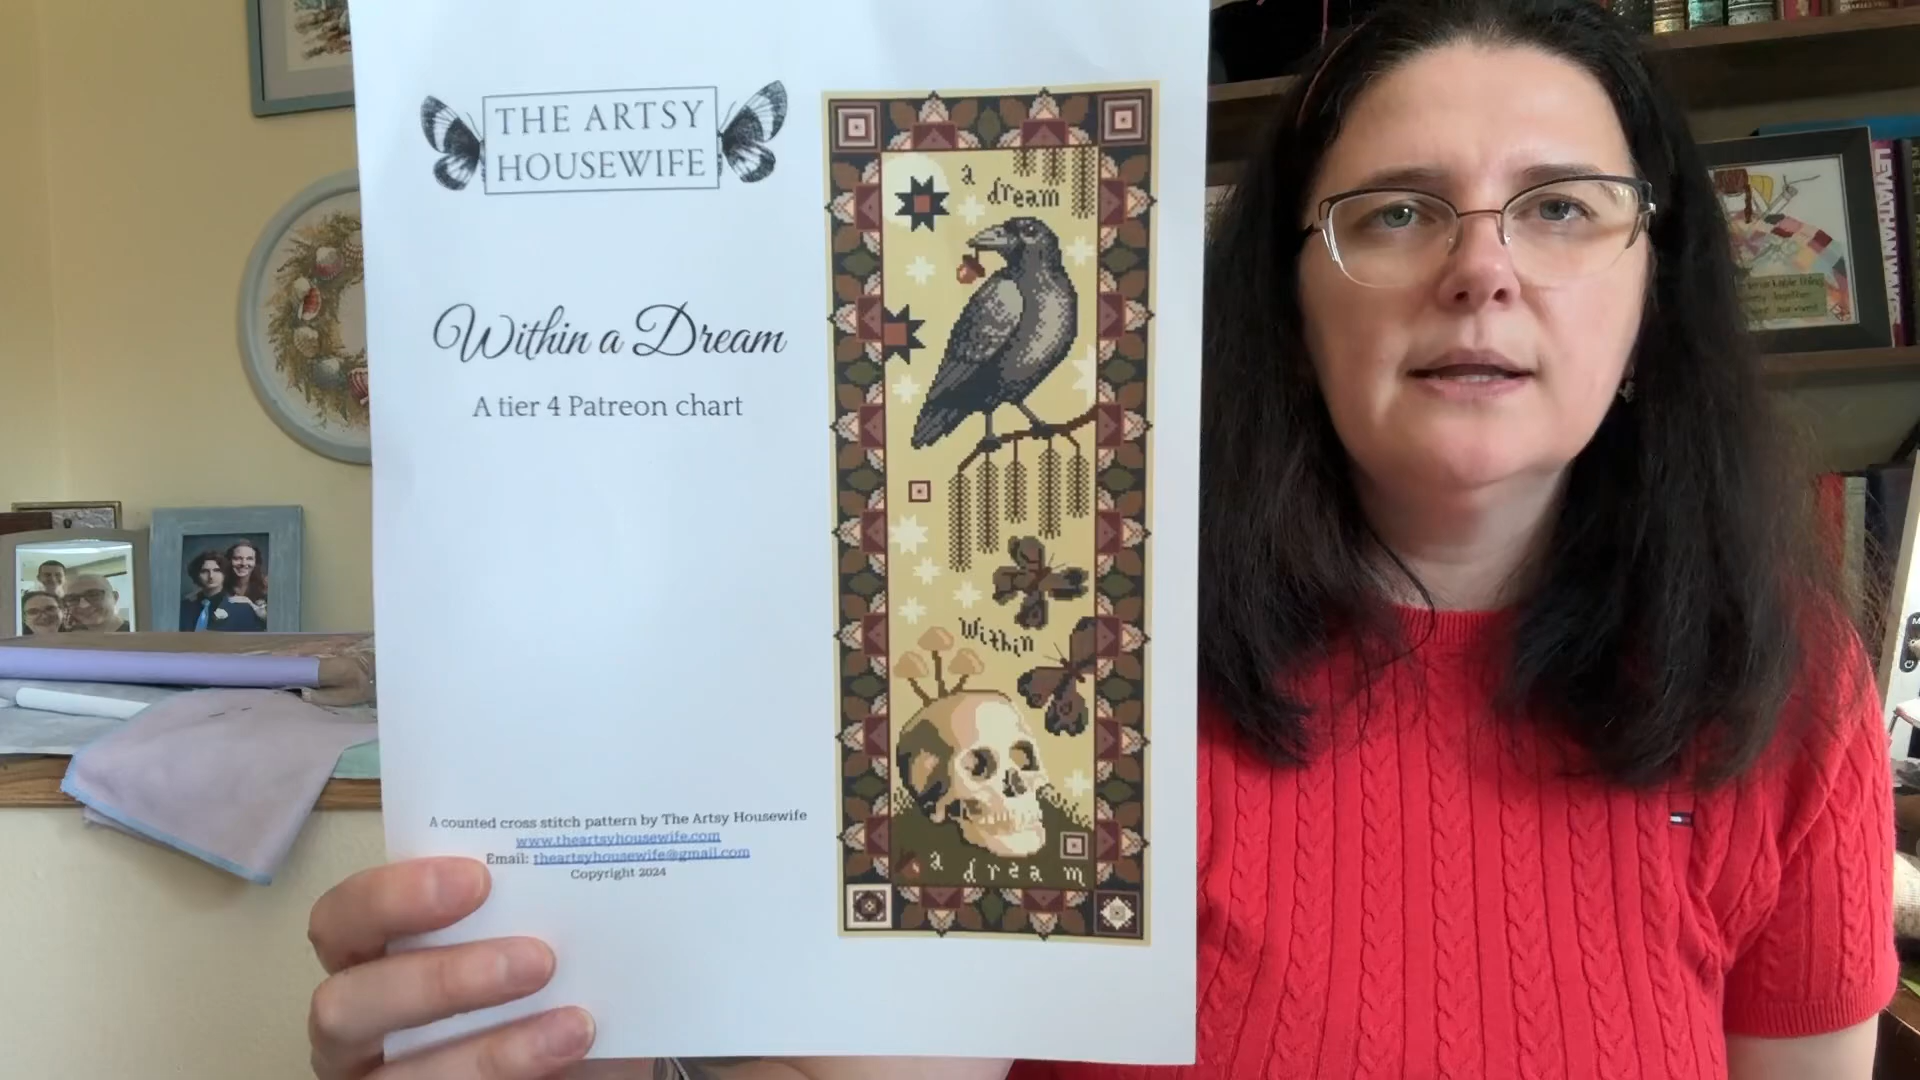 THE ARTSY
HOUSEWIFE
Within a Dream
A tier 4 Patreon chart
A counted cross stitch pattern by The Artsy Housewife
www.theartsyhousewife.com
Email: theartsyhousewife@gmail.com
Copyright 2024
a
dream
Within
a dream
LEVIATHAN